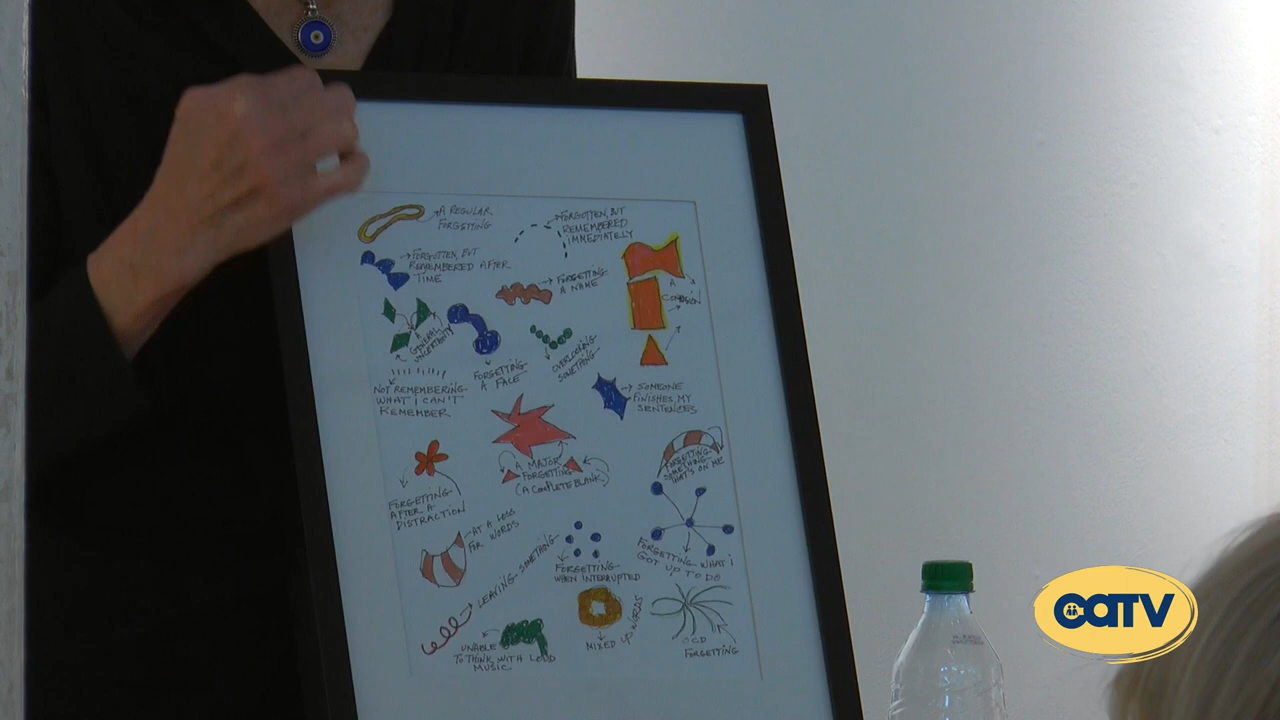 A REGULAR
FORGETTING
FORGOTTEN, BUT
REMEMBERED
IMMEDIATELY
FORGOTTEN, BUT
REMEMBERED AFTER
TIME
FORGETTING
A NAME
A
CONFUSION
A
GENERAL
UNCERTAINTY
FORGETTING
A FACE
OVERLOOKING
SOMETHING
NOT REMEMBERING
WHAT I CAN'T
REMEMBER
SOMEONE
FINISHES MY
SENTENCES
A MAJOR
FORGETTING
(A COMPLETE BLANK)
FORGETTING
SOMETHING
THAT'S ON ME
FORGETTING
AFTER A
DISTRACTION
AT A LOSS
FOR WORDS
LEAVING SOMETHING
FORGETTING
WHEN INTERRUPTED
FORGETTING WHAT I
GOT UP TO DO
UNABLE
TO THINK WITH LOUD
MUSIC
MIXED UP WORDS
OCD
FORGETTING
CATV